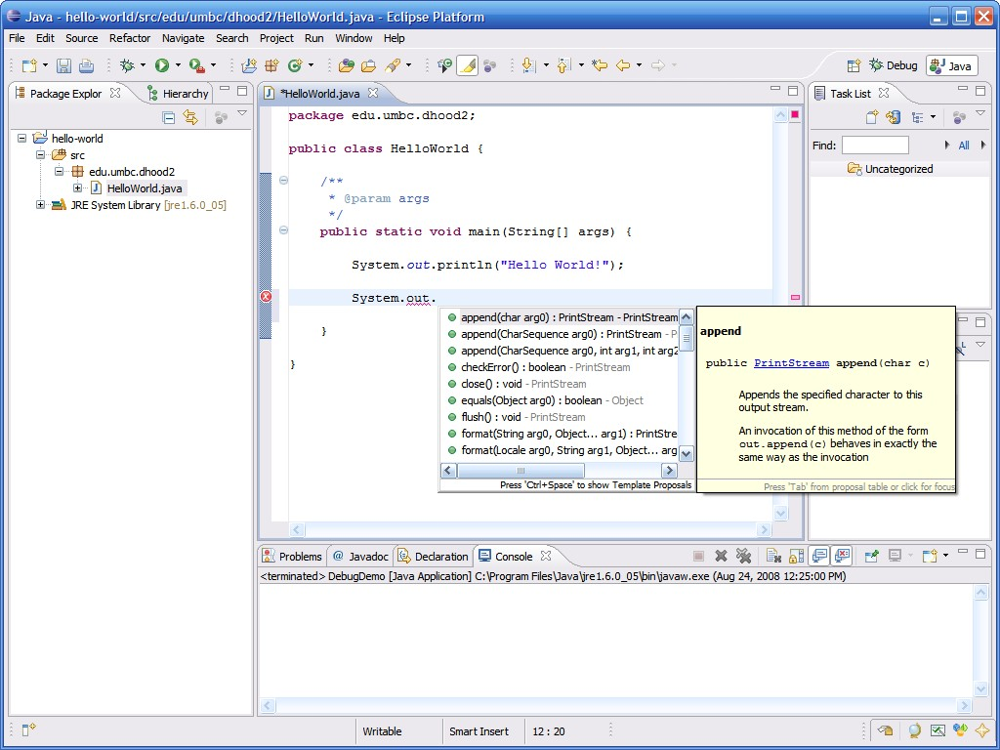 Java - hello-world/src/edu/umbc/dhood2/HelloWorld.java - Eclipse Platform
File Edit Source Refactor Navigate Search Project Run Window Help
Debug Java
Package Explor Hierarchy
hello-world
src
edu.umbc.dhood2
HelloWorld.java
JRE System Library [jre1.6.0_05]
*HelloWorld.java
package edu.umbc.dhood2;
public class HelloWorld {
/**
* @param args
*/
public static void main(String[] args) {
System.out.println("Hello World!");
System.out.
}
}
append(char arg0) : PrintStream - PrintStream
append(CharSequence arg0) : PrintStream - P
append(CharSequence arg0, int arg1, int arg2
checkError() : boolean - PrintStream
close() : void - PrintStream
equals(Object arg0) : boolean - Object
flush() : void - PrintStream
format(String arg0, Object... arg1) : PrintStre
format(Locale arg0, String arg1, Object... arg
Press 'Ctrl+Space' to show Template Proposals
append
public PrintStream append(char c)
Appends the specified character to this
output stream.
An invocation of this method of the form
out.append(c) behaves in exactly the
same way as the invocation
Press 'Tab' from proposal table or click for focus
Task List
Find: All
Uncategorized
Problems @ Javadoc Declaration Console
<terminated> DebugDemo [Java Application] C:\Program Files\Java\jre1.6.0_05\bin\javaw.exe (Aug 24, 2008 12:25:00 PM)
Writable Smart Insert 12 : 20